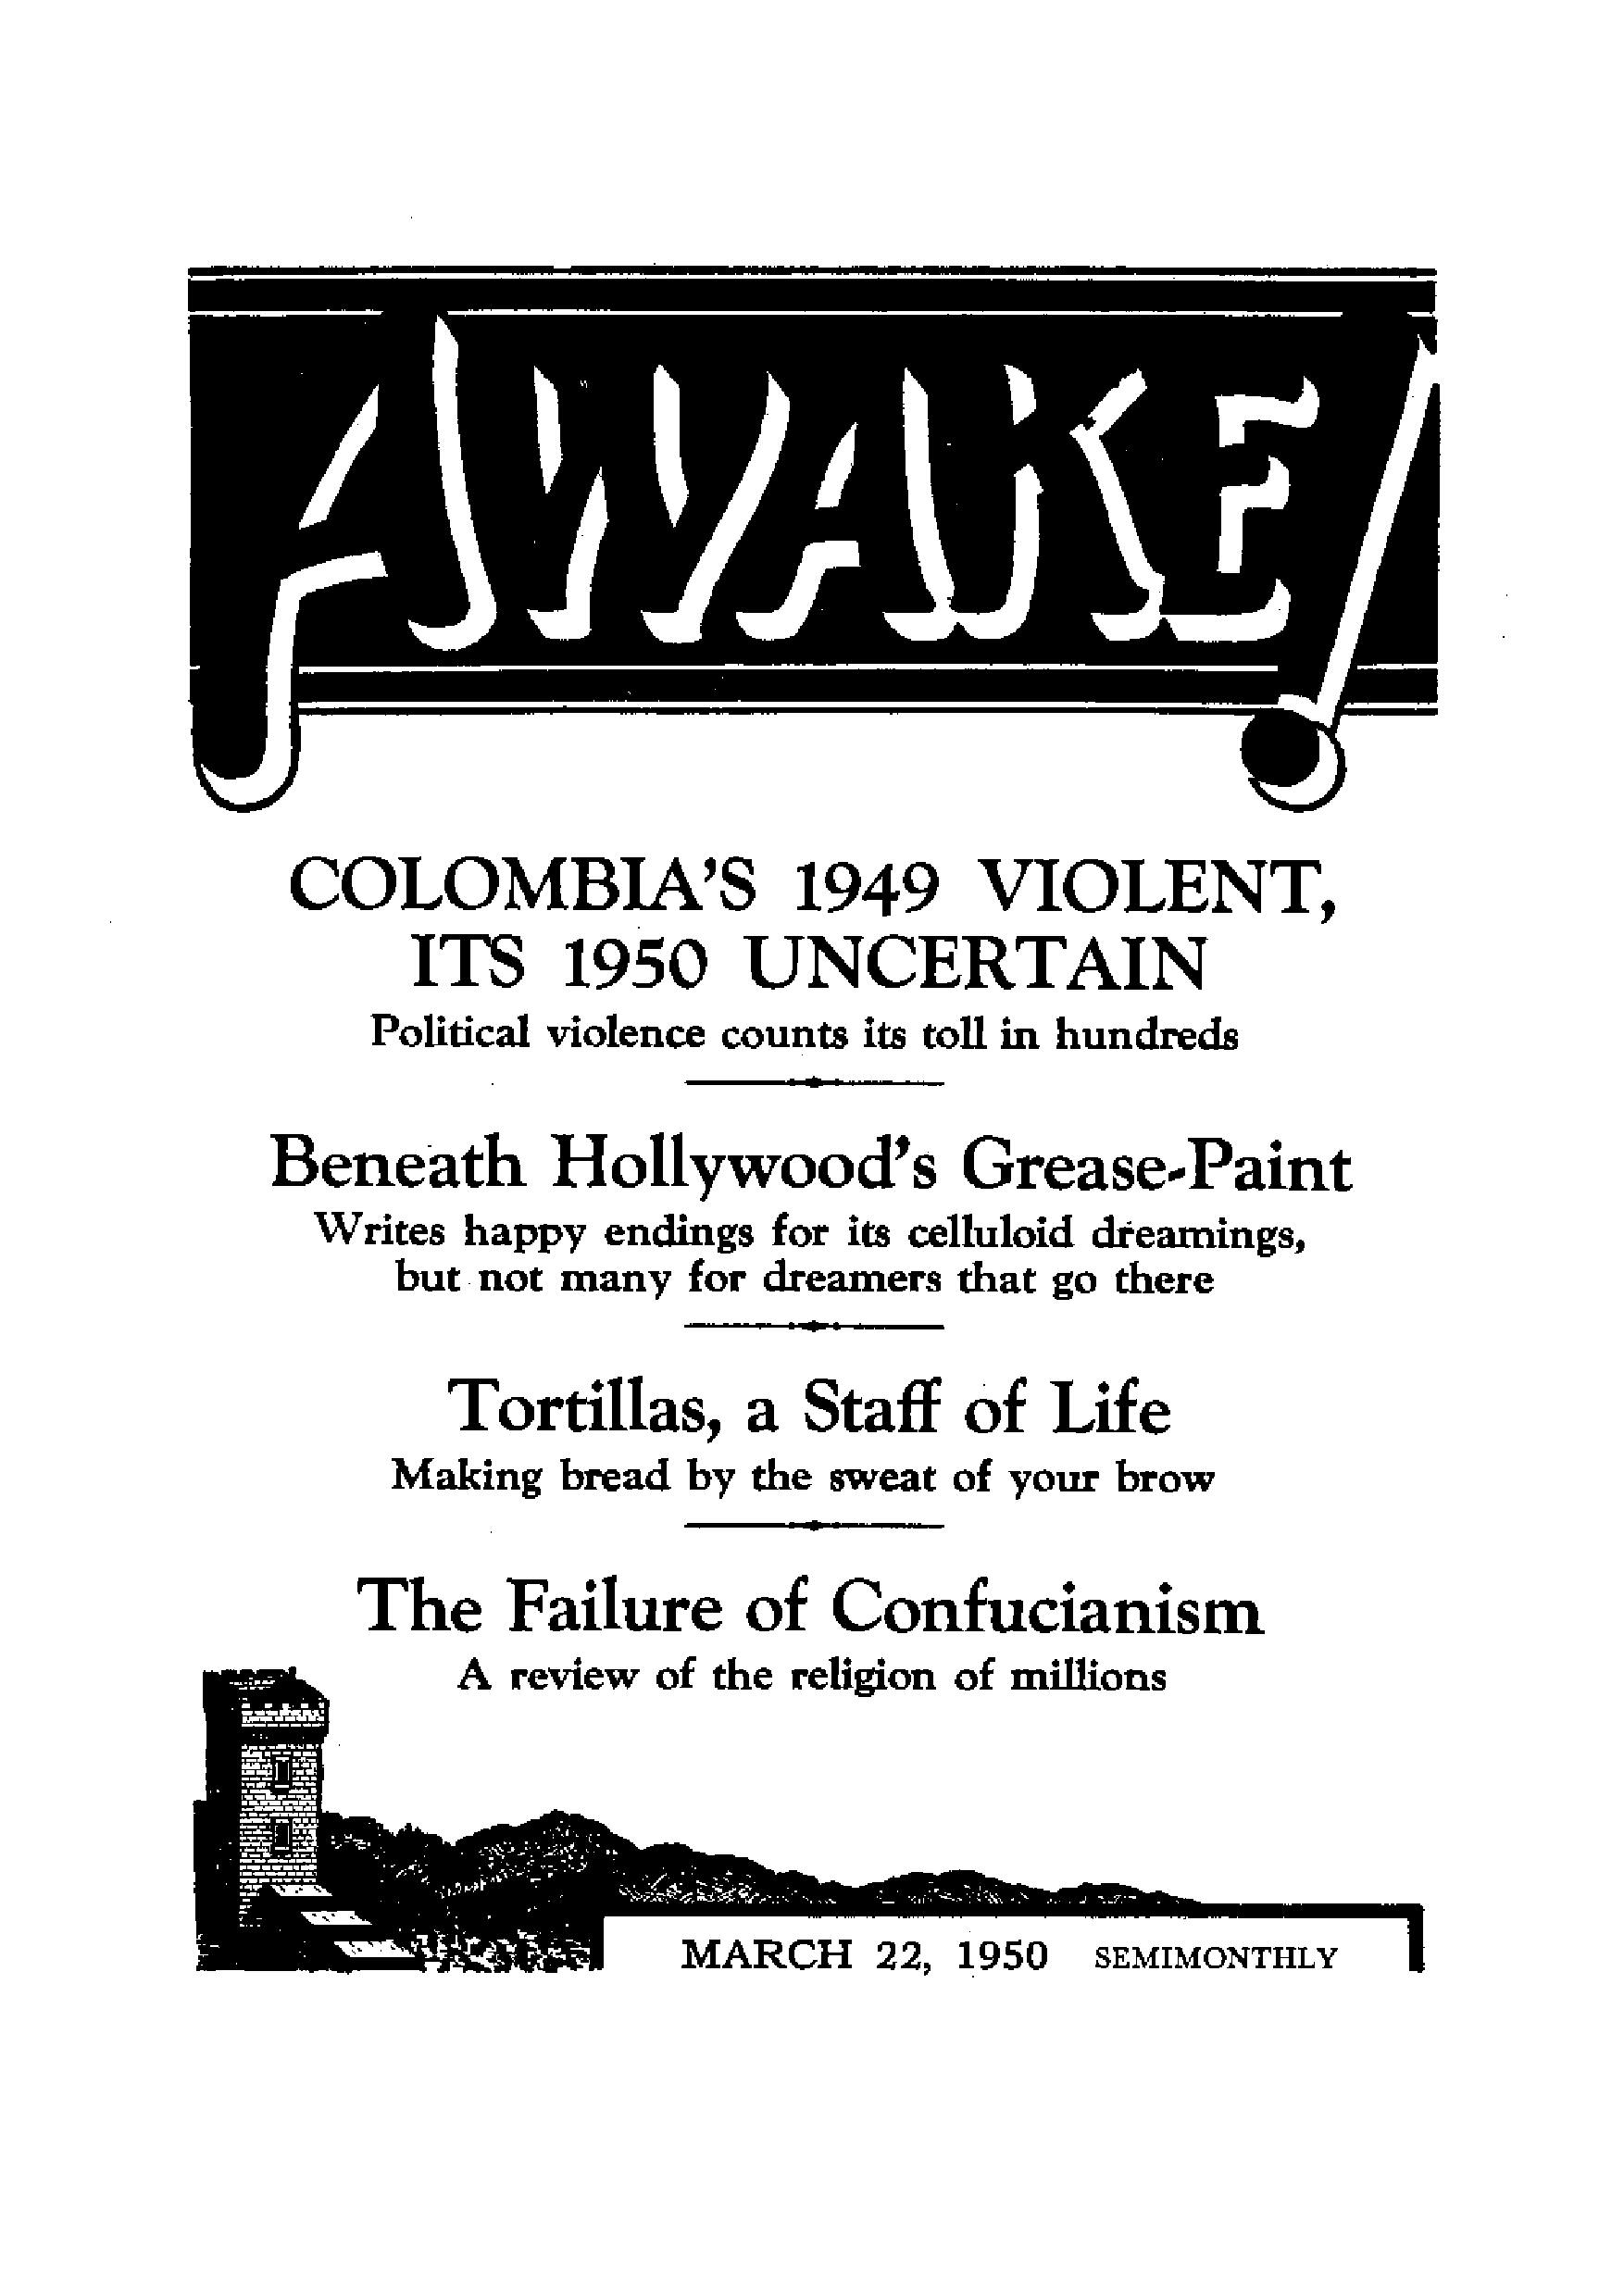 AWAKE!
COLOMBIA'S 1949 VIOLENT,
ITS 1950 UNCERTAIN
Political violence counts its toll in hundreds
Beneath Hollywood's Grease-Paint
Writes happy endings for its celluloid dreamings,
but not many for dreamers that go there
Tortillas, a Staff of Life
Making bread by the sweat of your brow
The Failure of Confucianism
A review of the religion of millions
MARCH 22, 1950 SEMIMONTHLY